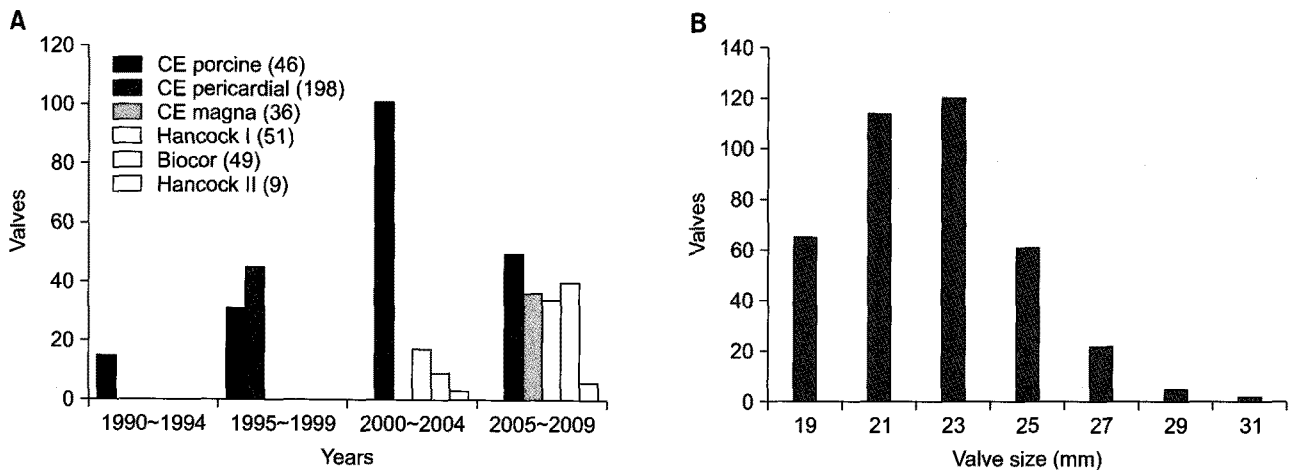 A
120
100
80
60
40
20
0
Valves
CE porcine (46)
CE pericardial (198)
CE magna (36)
Hancock I (51)
Biocor (49)
Hancock II (9)
1990~1994 1995~1999 2000~2004 2005~2009
Years
B
140
120
100
80
60
40
20
0
Valves
19 21 23 25 27 29 31
Valve size (mm)